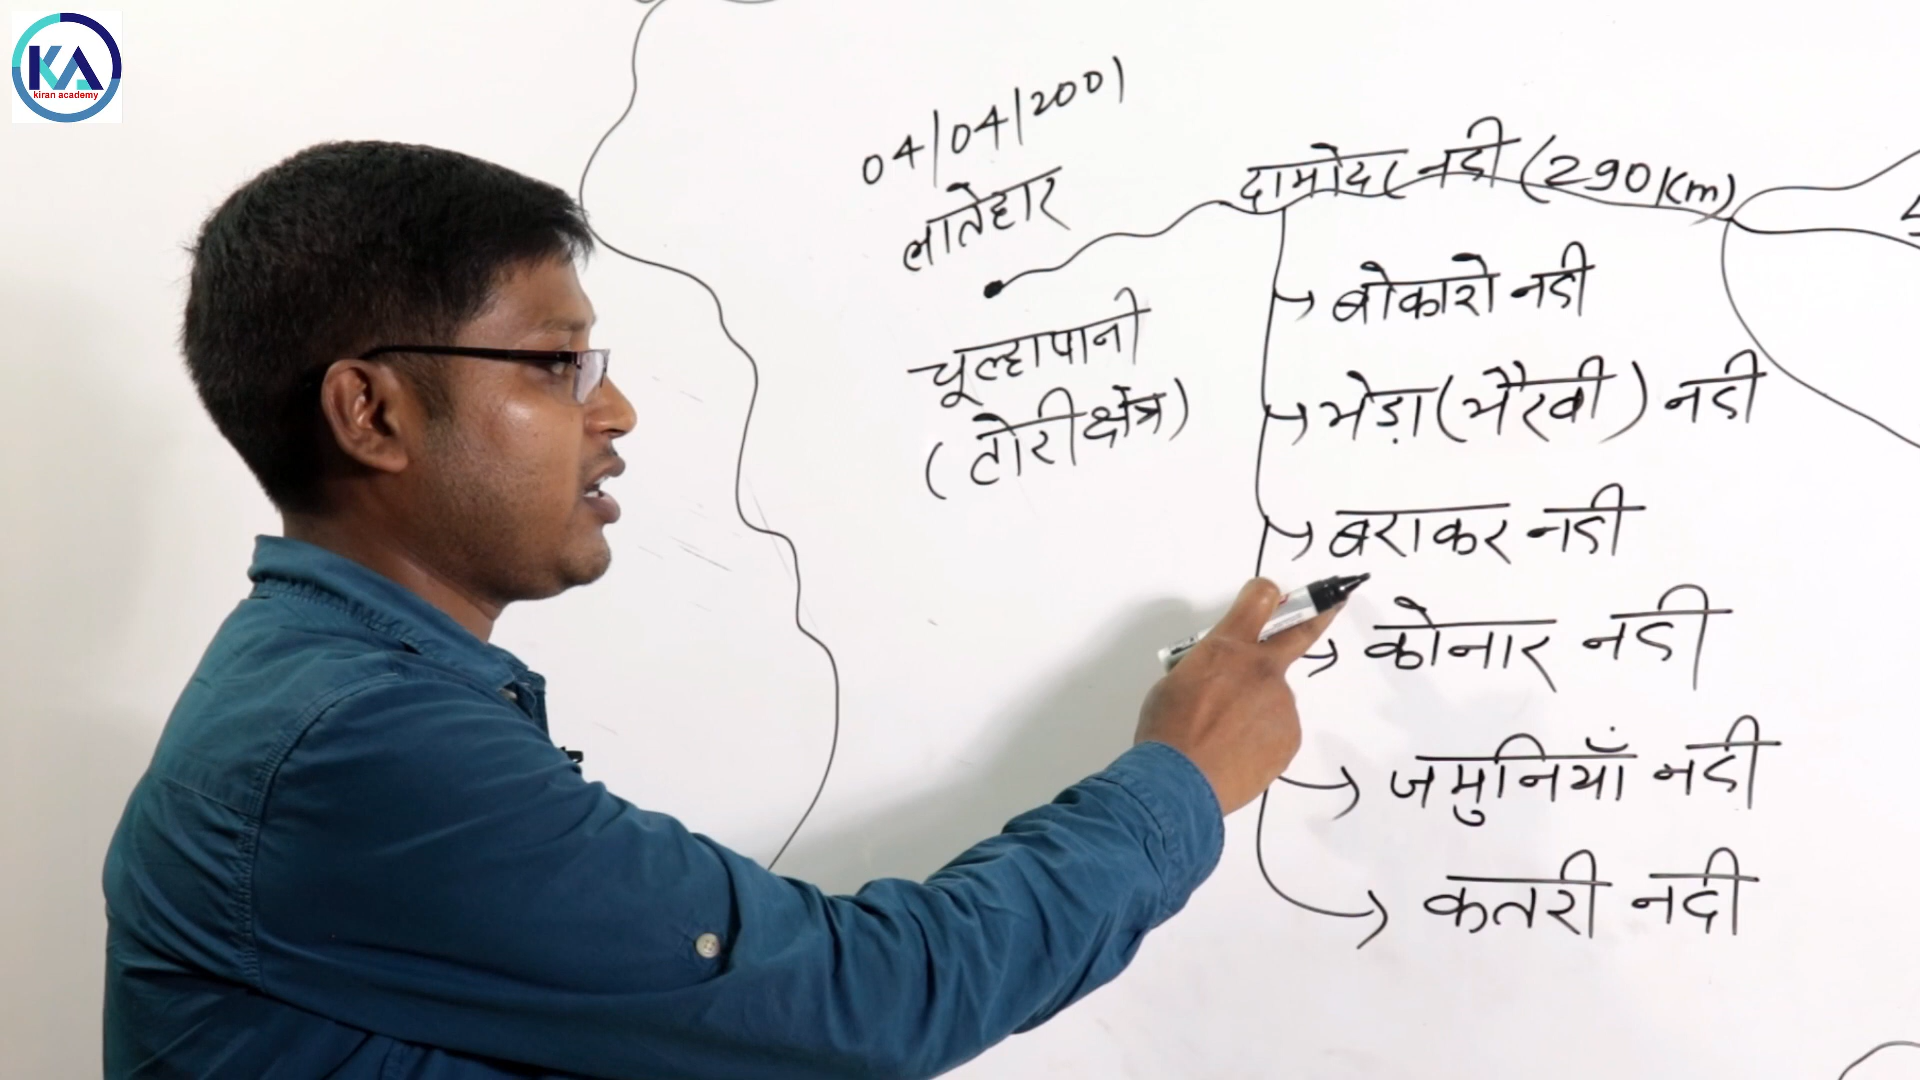 KA
kiran academy
04/04/2001
लातेहार
चूल्हापानी
(टोरी क्षेत्र)
दामोदर नदी (290 Km)
बोकारो नदी
भेड़ा (भैरवी) नदी
बराकर नदी
कोनार नदी
जमुनियाँ नदी
कतरी नदी